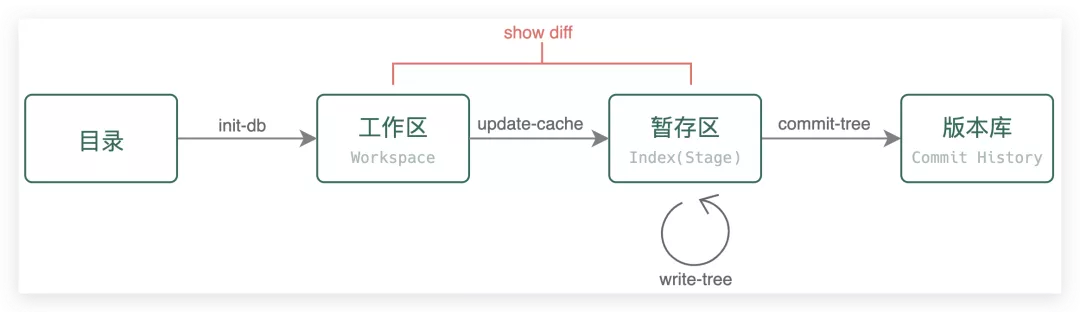 show diff
目录
init-db
工作区
Workspace
update-cache
暂存区
Index(Stage)
commit-tree
版本库
Commit History
write-tree